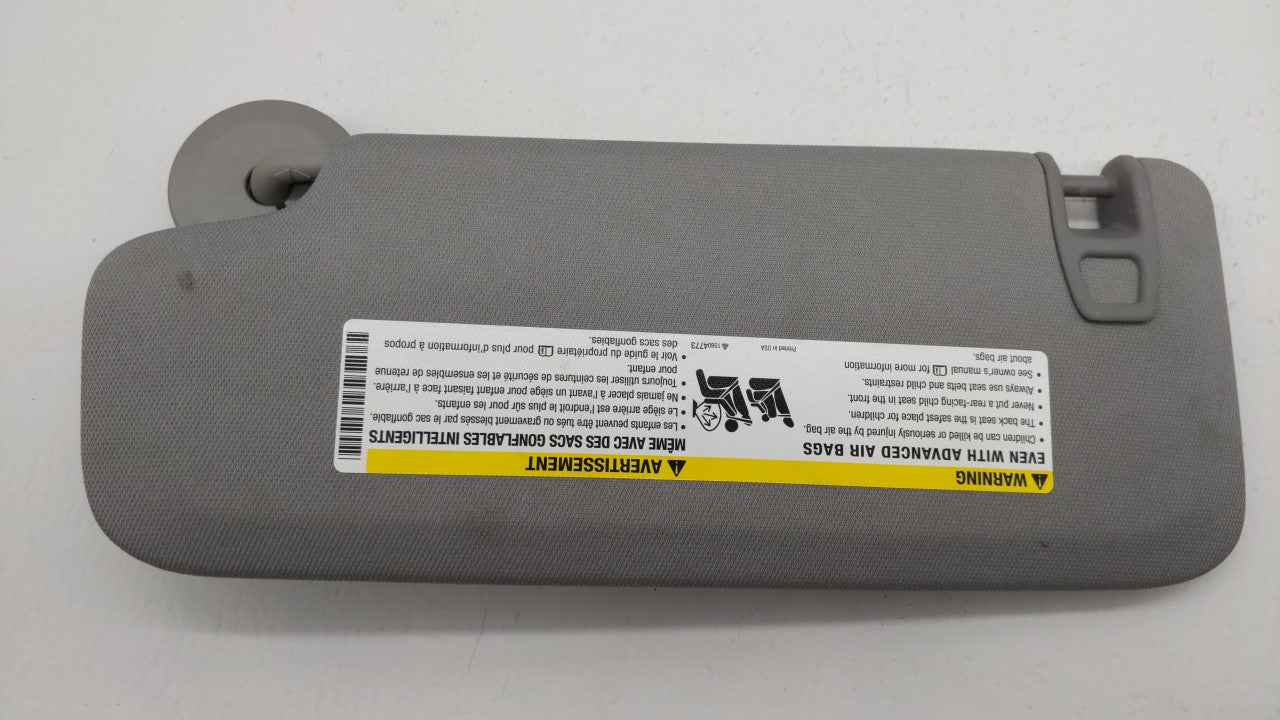 WARNING
EVEN WITH ADVANCED AIR BAGS
• Children can be killed or seriously injured by the air bag.
• The back seat is the safest place for children.
• Never put a rear-facing child seat in the front.
• Always use seat belts and child restraints.
• See owner's manual for more information
about air bags.
Printed in USA
15804773
AVERTISSEMENT
MÊME AVEC DES SACS GONFLABLES INTELLIGENTS
• Les enfants peuvent être tués ou gravement blessés par le sac gonflable.
• Le siège arrière est l'endroit le plus sûr pour les enfants.
• Ne jamais placer à l'avant un siège pour enfant faisant face à l'arrière.
• Toujours utiliser les ceintures de sécurité et les ensembles de retenue
pour enfant.
• Voir le guide du propriétaire pour plus d'information à propos
des sacs gonflables.